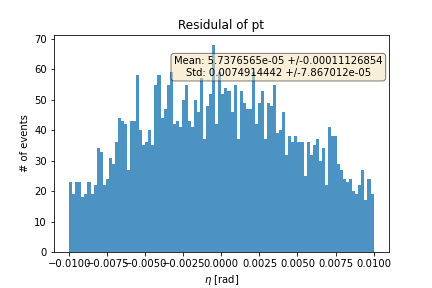 Residulal of pt
Mean: 5.7376565e-05 +/-0.00011126854
Std: 0.0074914442 +/-7.867012e-05
# of events
70
60
50
40
30
20
10
0
−0.0100 −0.0075 −0.0050 −0.0025 0.0000 0.0025 0.0050 0.0075 0.0100
η [rad]